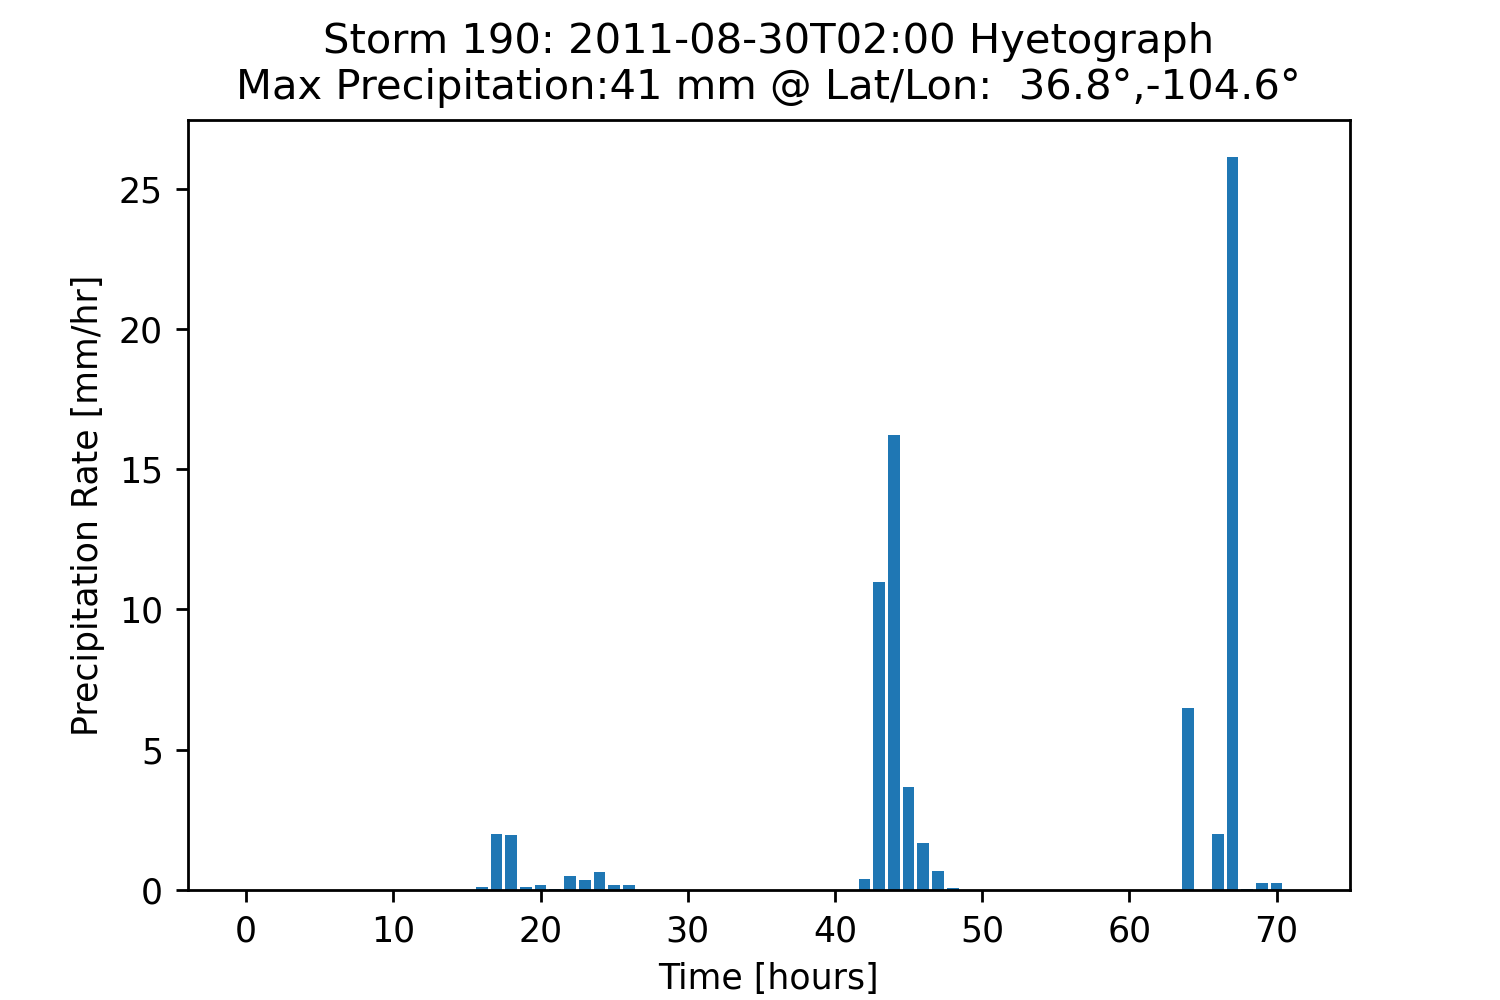 Storm 190: 2011-08-30T02:00 Hyetograph
Max Precipitation:41 mm @ Lat/Lon:  36.8°,-104.6°
Precipitation Rate [mm/hr]
25
20
15
10
5
0
0 10 20 30 40 50 60 70
Time [hours]